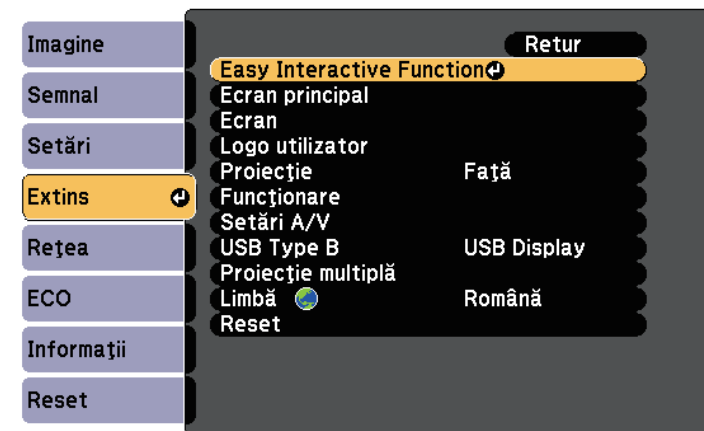 Imagine
Semnal
Setări
Extins
Reţea
ECO
Informaţii
Reset
Retur
Easy Interactive Function
Ecran principal
Ecran
Logo utilizator
Proiecţie Faţă
Funcţionare
Setări A/V
USB Type B USB Display
Proiecţie multiplă
Limbă Română
Reset